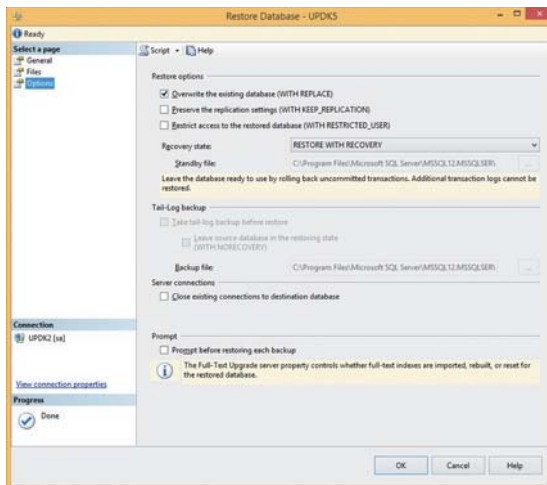 Restore Database - UPDK5
Ready
Select a page
General
Files
Options
Script
Help
Restore options
Overwrite the existing database (WITH REPLACE)
Preserve the replication settings (WITH KEEP_REPLICATION)
Restrict access to the restored database (WITH RESTRICTED_USER)
Recovery state:
RESTORE WITH RECOVERY
Standby file:
C:\Program Files\Microsoft SQL Server\MSSQL12.MSSQLSER\
...
Leave the database ready to use by rolling back uncommitted transactions. Additional transaction logs cannot be
restored.
Tail-Log backup
Take tail-log backup before restore
Leave source database in the restoring state
(WITH NORECOVERY)
Backup file:
C:\Program Files\Microsoft SQL Server\MSSQL12.MSSQLSER\
...
Server connections
Close existing connections to destination database
Connection
UPDK2 [sa]
View connection properties
Progress
Done
Prompt
Prompt before restoring each backup
The Full-Text Upgrade server property controls whether full-text indexes are imported, rebuilt, or reset for
the restored database.
OK
Cancel
Help